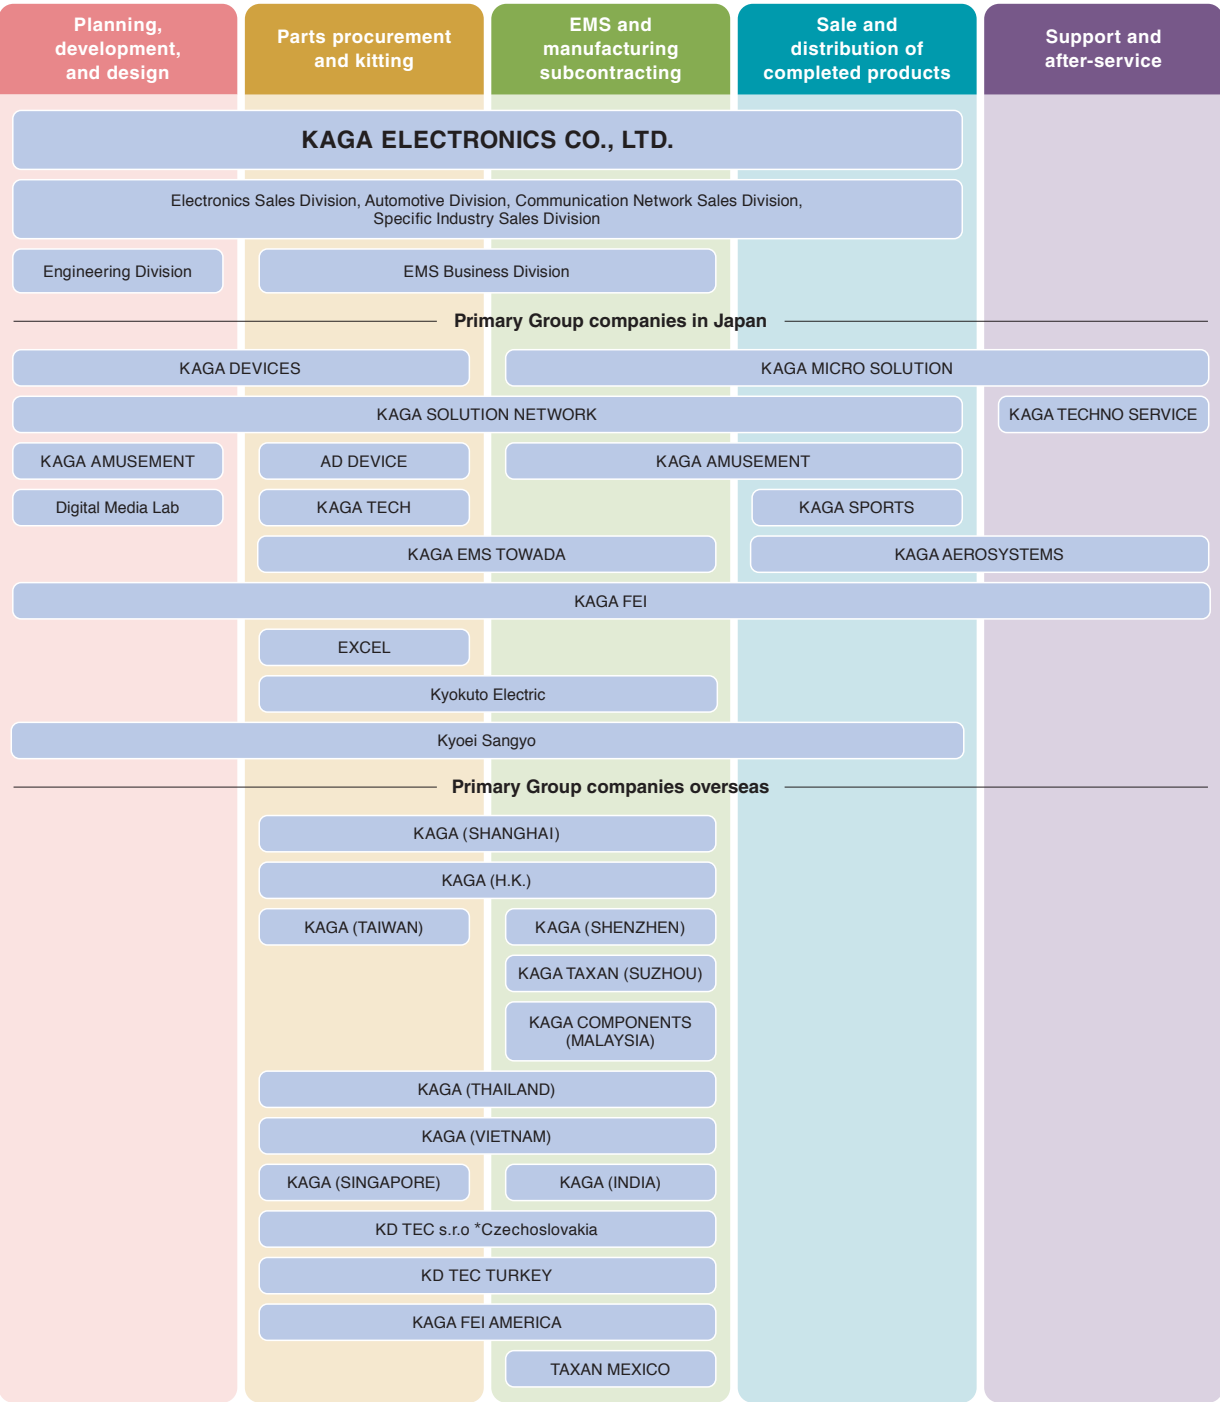 Planning,
development,
and design
Parts procurement
and kitting
EMS and
manufacturing
subcontracting
Sale and
distribution of
completed products
Support and
after-service
KAGA ELECTRONICS CO., LTD.
Electronics Sales Division, Automotive Division, Communication Network Sales Division,
Specific Industry Sales Division
Engineering Division
EMS Business Division
Primary Group companies in Japan
KAGA DEVICES
KAGA MICRO SOLUTION
KAGA SOLUTION NETWORK
KAGA TECHNO SERVICE
KAGA AMUSEMENT
AD DEVICE
KAGA AMUSEMENT
Digital Media Lab
KAGA TECH
KAGA SPORTS
KAGA EMS TOWADA
KAGA AEROSYSTEMS
KAGA FEI
EXCEL
Kyokuto Electric
Kyoei Sangyo
Primary Group companies overseas
KAGA (SHANGHAI)
KAGA (H.K.)
KAGA (TAIWAN)
KAGA (SHENZHEN)
KAGA TAXAN (SUZHOU)
KAGA COMPONENTS
(MALAYSIA)
KAGA (THAILAND)
KAGA (VIETNAM)
KAGA (SINGAPORE)
KAGA (INDIA)
KD TEC s.r.o *Czechoslovakia
KD TEC TURKEY
KAGA FEI AMERICA
TAXAN MEXICO